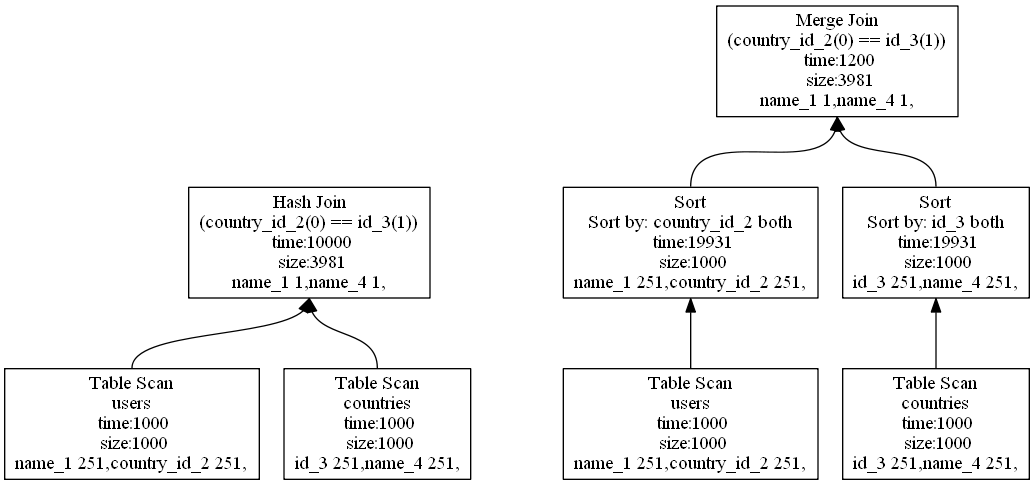 Merge Join
(country_id_2(0) == id_3(1))
time:1200
size:3981
name_1 1,name_4 1,
Hash Join
(country_id_2(0) == id_3(1))
time:10000
size:3981
name_1 1,name_4 1,
Sort
Sort by: country_id_2 both
time:19931
size:1000
name_1 251,country_id_2 251,
Sort
Sort by: id_3 both
time:19931
size:1000
id_3 251,name_4 251,
Table Scan
users
time:1000
size:1000
name_1 251,country_id_2 251,
Table Scan
countries
time:1000
size:1000
id_3 251,name_4 251,
Table Scan
users
time:1000
size:1000
name_1 251,country_id_2 251,
Table Scan
countries
time:1000
size:1000
id_3 251,name_4 251,